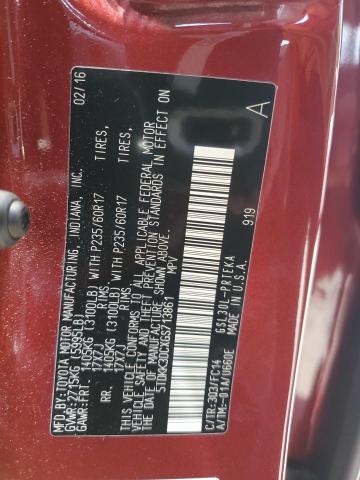 MFD. BY:TOYOTA MOTOR MANUFACTURING, INDIANA, INC. 02/16
GVWR:2715KG(5995LB)
GAWR:FRT. 1405KG(3100LB) WITH P235/60R17 TIRES,
17X7J RIMS,
RR. 1405KG(3100LB) WITH P235/60R17 TIRES,
17X7J RIMS,
THIS VEHICLE CONFORMS TO ALL APPLICABLE FEDERAL MOTOR
VEHICLE SAFETY AND THEFT PREVENTION STANDARDS IN EFFECT ON
THE DATE OF MANUFACTURE SHOWN ABOVE.
MPV
A
C/TR:3Q3/FC14 GSL30L-PRTEKA
A/TM:-01A/U660E MADE IN U.S.A. 919